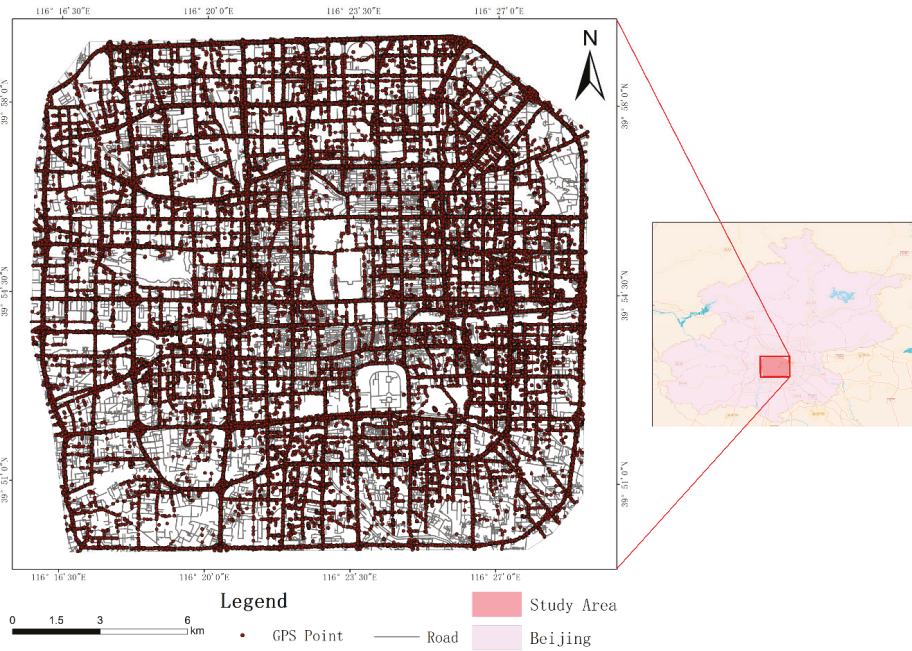 116° 16′30″E 116° 20′0″E 116° 23′30″E 116° 27′0″E
N
39° 58′0″N 39° 58′0″N
39° 54′30″N 39° 54′30″N
39° 51′0″N 39° 51′0″N
116° 16′30″E 116° 20′0″E 116° 23′30″E 116° 27′0″E
Legend
0 1.5 3 6
km
GPS Point Road
Study Area
Beijing